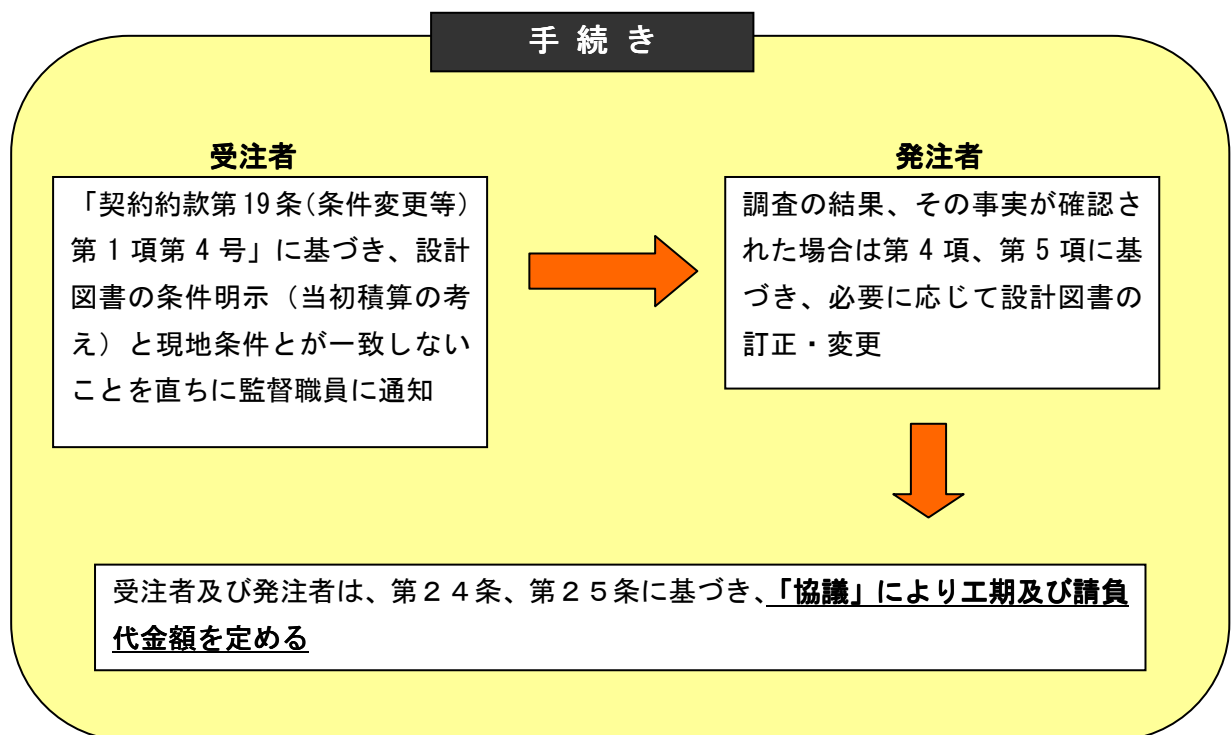 手続き
受注者
「契約約款第19条(条件変更等)
第1項第4号」に基づき、設計
図書の条件明示（当初積算の考
え）と現地条件とが一致しない
ことを直ちに監督職員に通知
発注者
調査の結果、その事実が確認さ
れた場合は第4項、第5項に基
づき、必要に応じて設計図書の
訂正・変更
受注者及び発注者は、第２４条、第２５条に基づき、「協議」により工期及び請負
代金額を定める